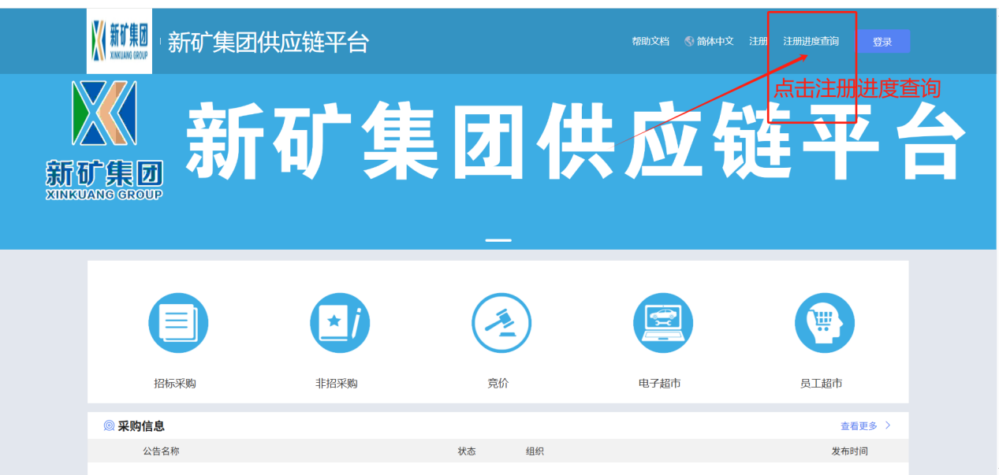 新矿集团
XINKUANG GROUP
新矿集团供应链平台
帮助文档 简体中文 注册 注册进度查询 登录
点击注册进度查询
新矿集团
XINKUANG GROUP
新矿集团供应链平台
招标采购 非招采购 竞价 电子超市 员工超市
采购信息 查看更多
公告名称 状态 组织 发布时间